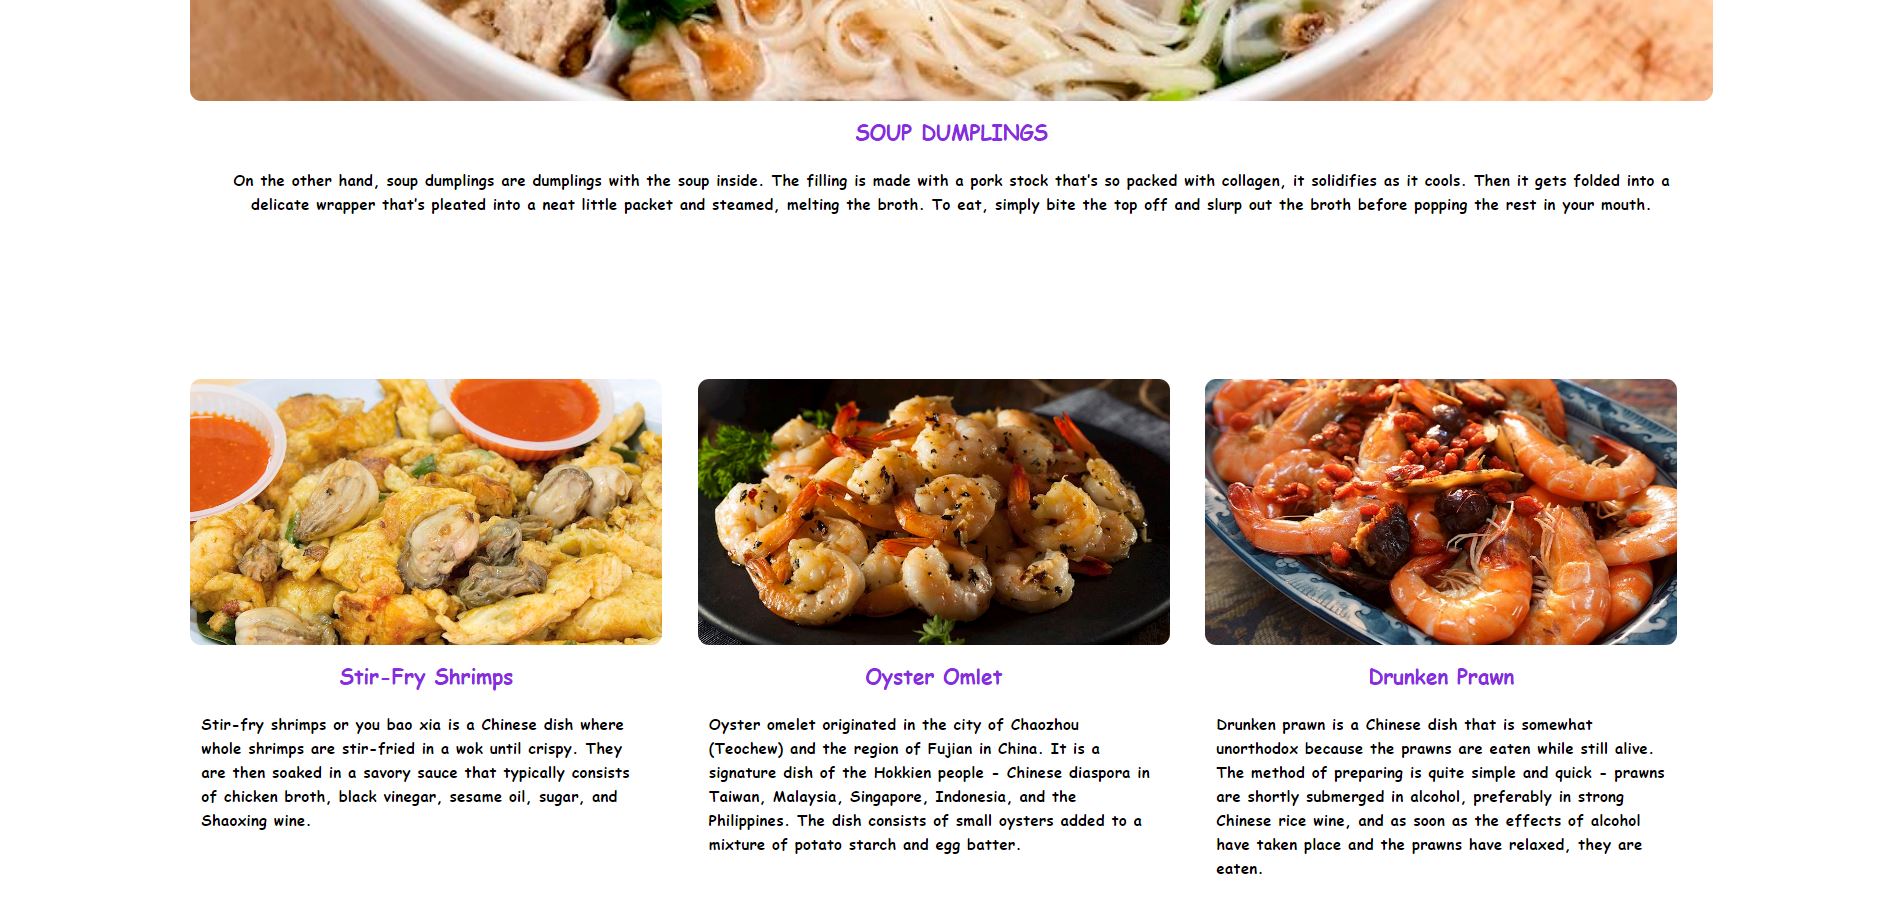 SOUP DUMPLINGS
On the other hand, soup dumplings are dumplings with the soup inside. The filling is made with a pork stock that's so packed with collagen, it solidifies as it cools. Then it gets folded into a
delicate wrapper that's pleated into a neat little packet and steamed, melting the broth. To eat, simply bite the top off and slurp out the broth before popping the rest in your mouth.
Stir-Fry Shrimps
Stir-fry shrimps or you bao xia is a Chinese dish where
whole shrimps are stir-fried in a wok until crispy. They
are then soaked in a savory sauce that typically consists
of chicken broth, black vinegar, sesame oil, sugar, and
Shaoxing wine.
Oyster Omlet
Oyster omelet originated in the city of Chaozhou
(Teochew) and the region of Fujian in China. It is a
signature dish of the Hokkien people - Chinese diaspora in
Taiwan, Malaysia, Singapore, Indonesia, and the
Philippines. The dish consists of small oysters added to a
mixture of potato starch and egg batter.
Drunken Prawn
Drunken prawn is a Chinese dish that is somewhat
unorthodox because the prawns are eaten while still alive.
The method of preparing is quite simple and quick - prawns
are shortly submerged in alcohol, preferably in strong
Chinese rice wine, and as soon as the effects of alcohol
have taken place and the prawns have relaxed, they are
eaten.